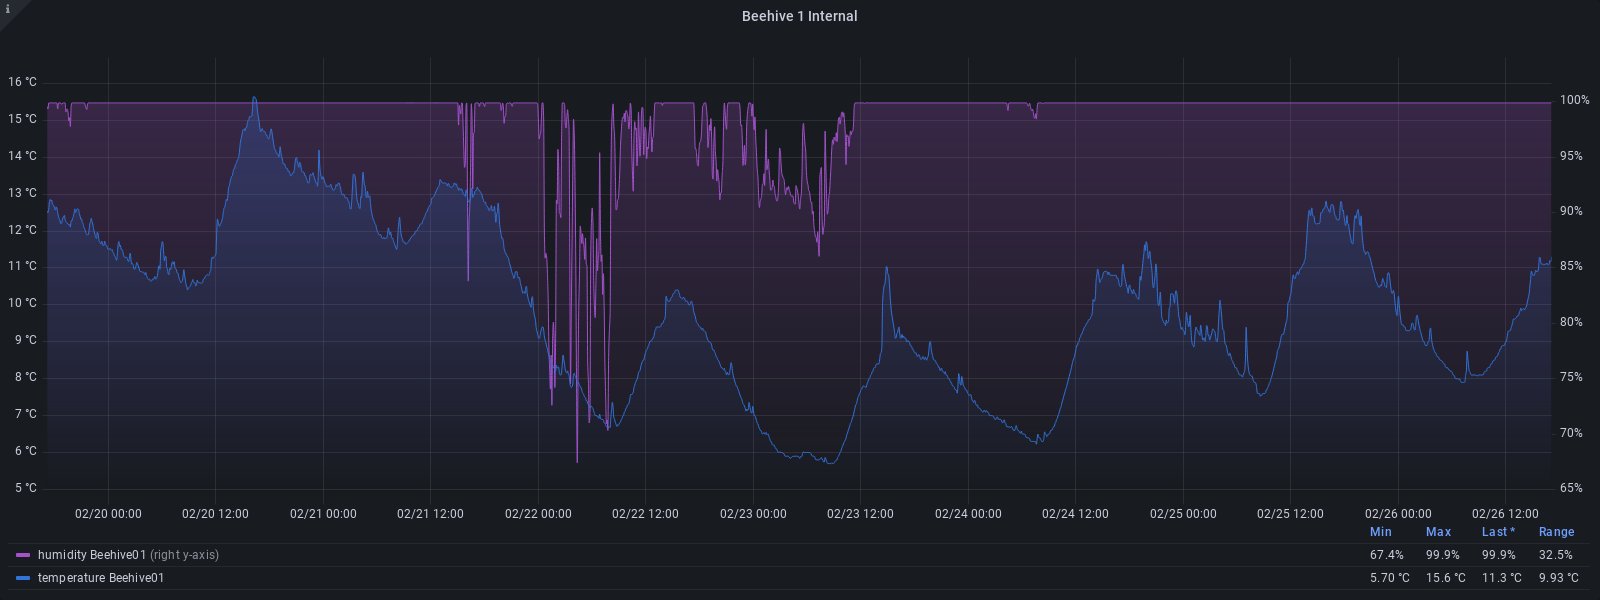 i
Beehive 1 Internal
16 °C
15 °C
14 °C
13 °C
12 °C
11 °C
10 °C
9 °C
8 °C
7 °C
6 °C
5 °C
100%
95%
90%
85%
80%
75%
70%
65%
02/20 00:00 02/20 12:00 02/21 00:00 02/21 12:00 02/22 00:00 02/22 12:00 02/23 00:00 02/23 12:00 02/24 00:00 02/24 12:00 02/25 00:00 02/25 12:00 02/26 00:00 02/26 12:00
Min Max Last * Range
humidity Beehive01 (right y-axis) 67.4% 99.9% 99.9% 32.5%
temperature Beehive01 5.70 °C 15.6 °C 11.3 °C 9.93 °C